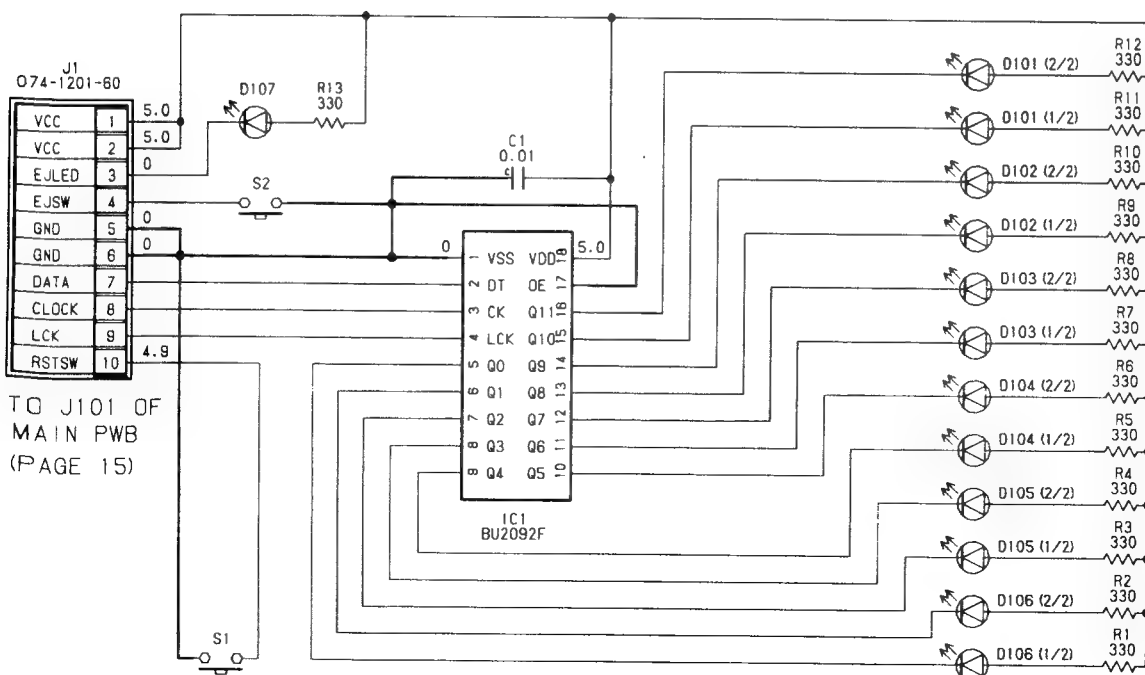 J1
074-1201-60
VCC 1 5.0
VCC 2 5.0
EJLED 3 0
EJSW 4
GND 5 0
GND 6 0
DATA 7
CLOCK 8
LCK 9
RSTSW 10 4.9
TO J101 OF
MAIN PWB
(PAGE 15)
D107
R13
330
S2
C1
0.01
c
S1
0 5.0
1 VSS VDD 18
2 DT OE 17
3 CK Q11 16
4 LCK Q10 15
5 Q0 Q9 14
6 Q1 Q8 13
7 Q2 Q7 12
8 Q3 Q6 11
9 Q4 Q5 10
IC1
BU2092F
R12
D101 (2/2) 330
R11
D101 (1/2) 330
R10
D102 (2/2) 330
R9
D102 (1/2) 330
R8
D103 (2/2) 330
R7
D103 (1/2) 330
R6
D104 (2/2) 330
R5
D104 (1/2) 330
R4
D105 (2/2) 330
R3
D105 (1/2) 330
R2
D106 (2/2) 330
R1
D106 (1/2) 330